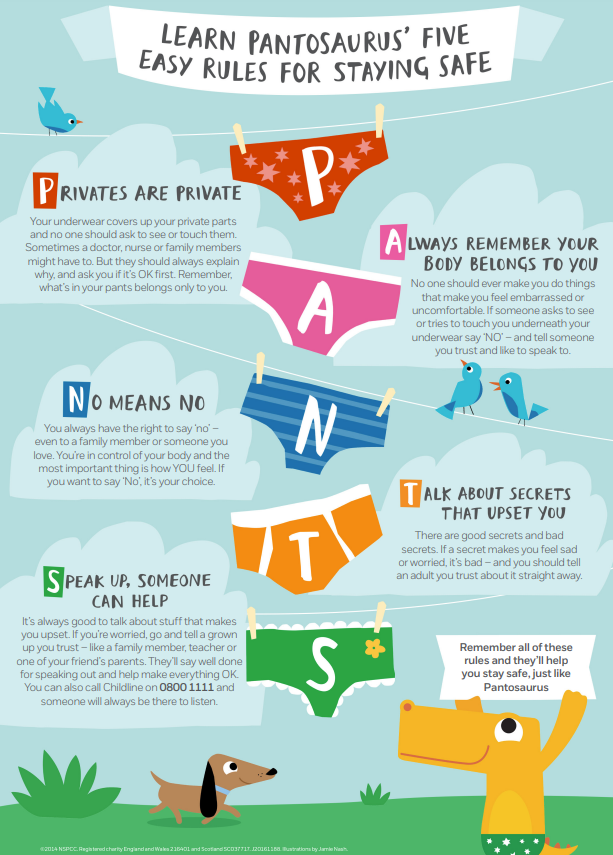 LEARN PANTOSAURUS' FIVE
EASY RULES FOR STAYING SAFE
P
PRIVATES ARE PRIVATE
Your underwear covers up your private parts
and no one should ask to see or touch them.
Sometimes a doctor, nurse or family members
might have to. But they should always explain
why, and ask you if it's OK first. Remember,
what's in your pants belongs only to you.
A
ALWAYS REMEMBER YOUR
BODY BELONGS TO YOU
No one should ever make you do things
that make you feel embarrassed or
uncomfortable. If someone asks to see
or tries to touch you underneath your
underwear say 'NO' – and tell someone
you trust and like to speak to.
N
NO MEANS NO
You always have the right to say 'no' –
even to a family member or someone you
love. You're in control of your body and the
most important thing is how YOU feel. If
you want to say 'No', it's your choice.
T
TALK ABOUT SECRETS
THAT UPSET YOU
There are good secrets and bad
secrets. If a secret makes you feel sad
or worried, it's bad – and you should tell
an adult you trust about it straight away.
S
SPEAK UP, SOMEONE
CAN HELP
It's always good to talk about stuff that makes
you upset. If you're worried, go and tell a grown
up you trust – like a family member, teacher or
one of your friend's parents. They'll say well done
for speaking out and help make everything OK.
You can also call Childline on 0800 1111 and
someone will always be there to listen.
Remember all of these
rules and they'll help
you stay safe, just like
Pantosaurus
©2014 NSPCC. Registered charity England and Wales 216401 and Scotland SC037717. J20161188. Illustrations by Jamie Nash.